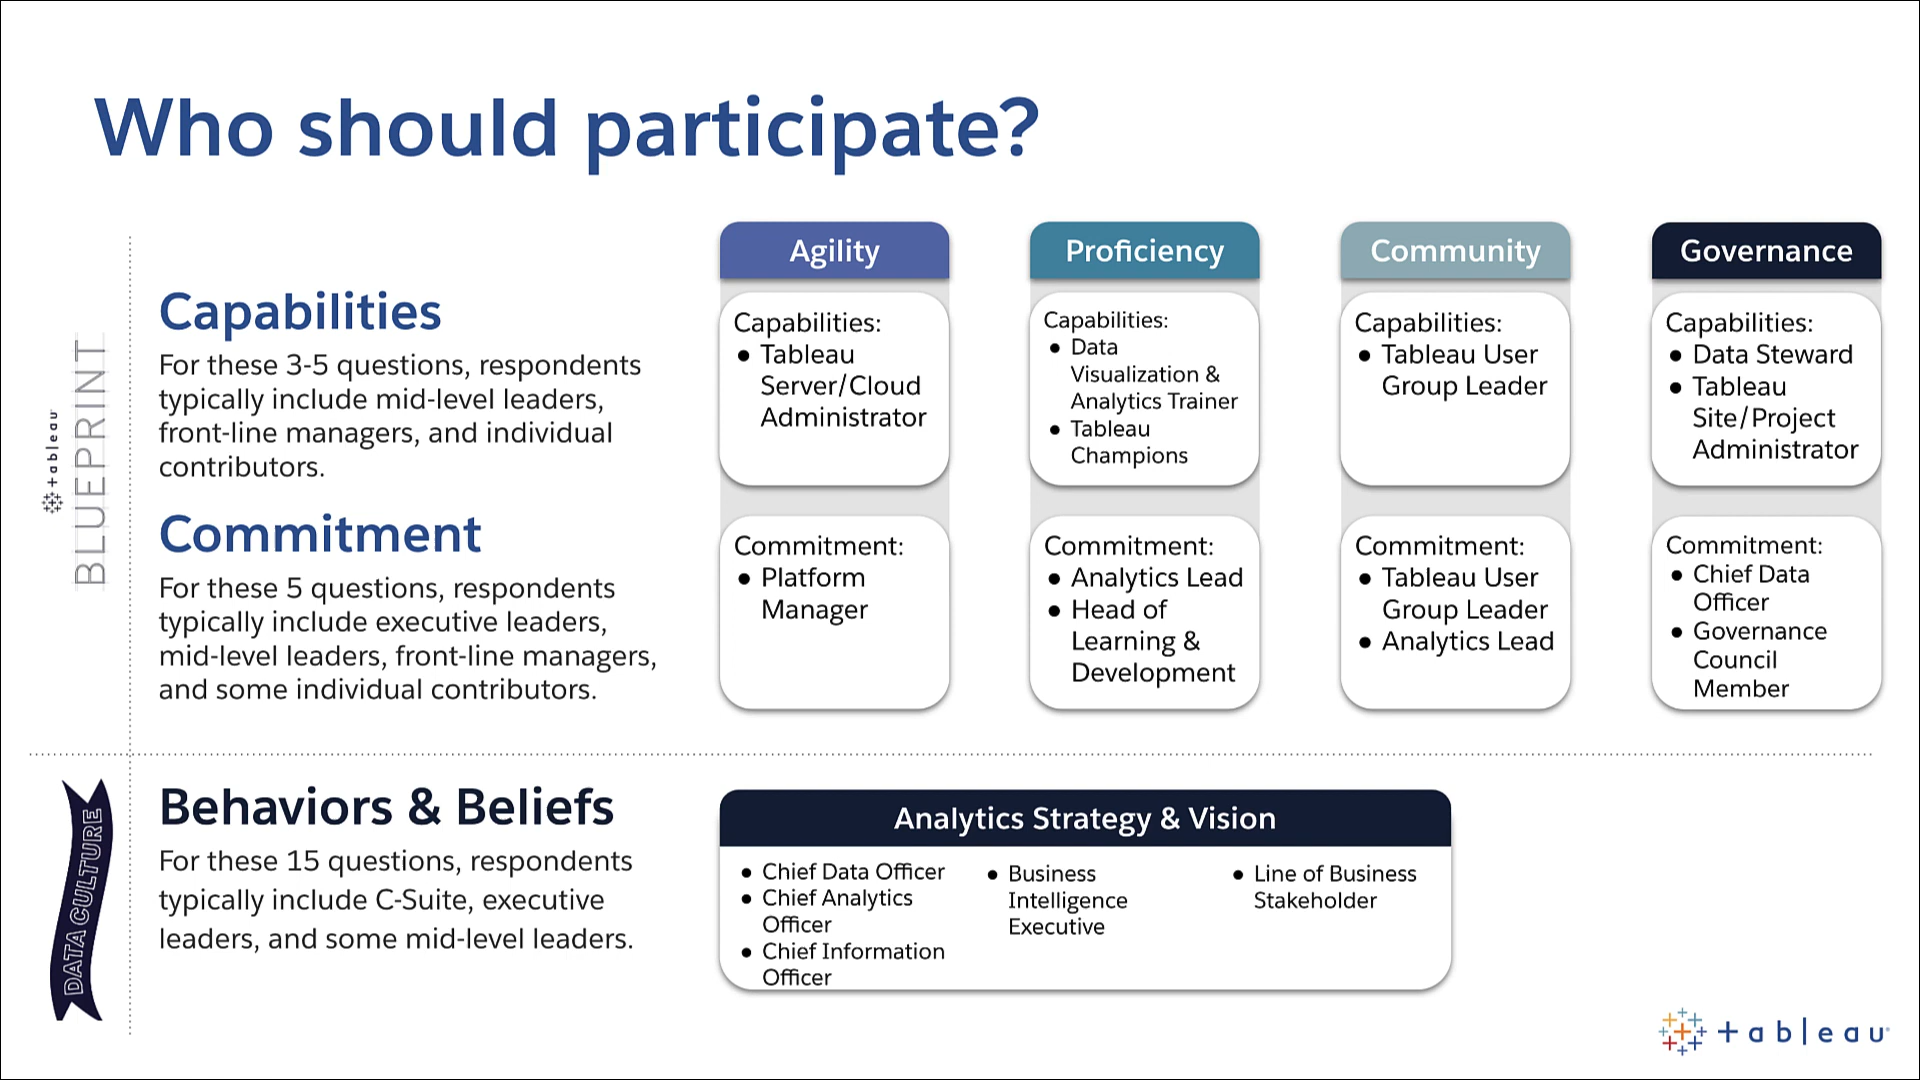 Who should participate?
Agility
Proficiency
Community
Governance
+ableau
BLUEPRINT
Capabilities
For these 3-5 questions, respondents
typically include mid-level leaders,
front-line managers, and individual
contributors.
Capabilities:
● Tableau
Server/Cloud
Administrator
Capabilities:
● Data
Visualization &
Analytics Trainer
● Tableau
Champions
Capabilities:
● Tableau User
Group Leader
Capabilities:
● Data Steward
● Tableau
Site/Project
Administrator
Commitment
For these 5 questions, respondents
typically include executive leaders,
mid-level leaders, front-line managers,
and some individual contributors.
Commitment:
● Platform
Manager
Commitment:
● Analytics Lead
● Head of
Learning &
Development
Commitment:
● Tableau User
Group Leader
● Analytics Lead
Commitment:
● Chief Data
Officer
● Governance
Council
Member
DATA CULTURE
Behaviors & Beliefs
For these 15 questions, respondents
typically include C-Suite, executive
leaders, and some mid-level leaders.
Analytics Strategy & Vision
● Chief Data Officer
● Chief Analytics
Officer
● Chief Information
Officer
● Business
Intelligence
Executive
● Line of Business
Stakeholder
+ableau